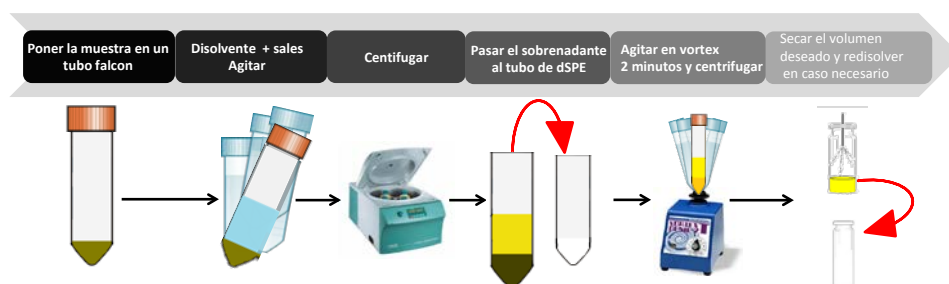 Poner la muestra en un
tubo falcon
Disolvente + sales
Agitar
Centifugar
Pasar el sobrenadante
al tubo de dSPE
Agitar en vortex
2 minutos y centrifugar
Secar el volumen
deseado y redisolver
en caso necesario